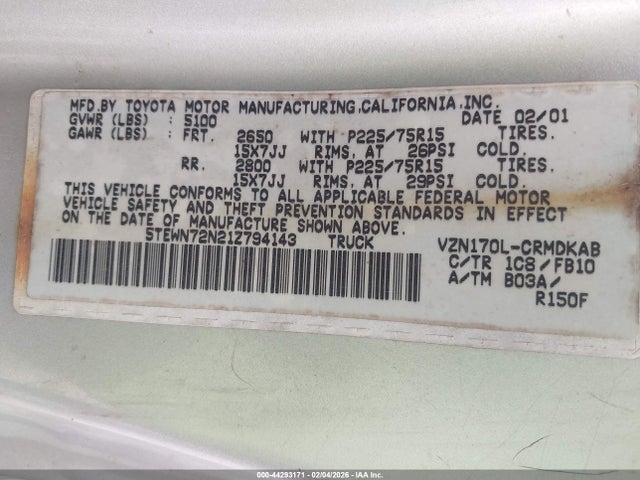 MFD.BY TOYOTA MOTOR MANUFACTURING,CALIFORNIA,INC.
GVWR (LBS) : 5100 DATE 02/01
GAWR (LBS) : FRT. 2650 WITH P225/75R15 TIRES.
15X7JJ RIMS, AT 26PSI COLD.
RR. 2800 WITH P225/75R15 TIRES.
15X7JJ RIMS, AT 29PSI COLD.
THIS VEHICLE CONFORMS TO ALL APPLICABLE FEDERAL MOTOR
VEHICLE SAFETY AND THEFT PREVENTION STANDARDS IN EFFECT
ON THE DATE OF MANUFACTURE SHOWN ABOVE.
5TEWN72N21Z794143 TRUCK VZN170L-CRMDKAB
C/TR 1C8/FB10
A/TM B03A/
R150F
000-44293171 - 02/04/2026 - IAA Inc.